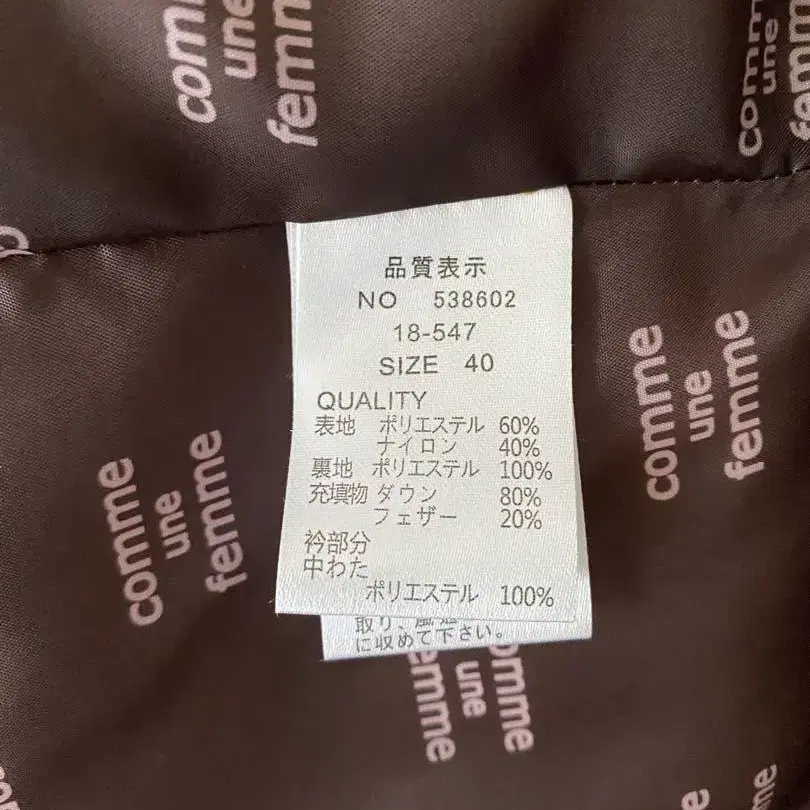 comme
une
femme
comme
une
femm
品質表示
NO 538602
18-547
SIZE 40
QUALITY
表地 ポリエステル 60%
ナイロン 40%
裏地 ポリエステル 100%
充填物 ダウン 80%
フェザー 20%
衿部分
中わた
ポリエステル 100%
に収めて下さい。
comme
une
femme
comme
une
femme
emme
une
omme